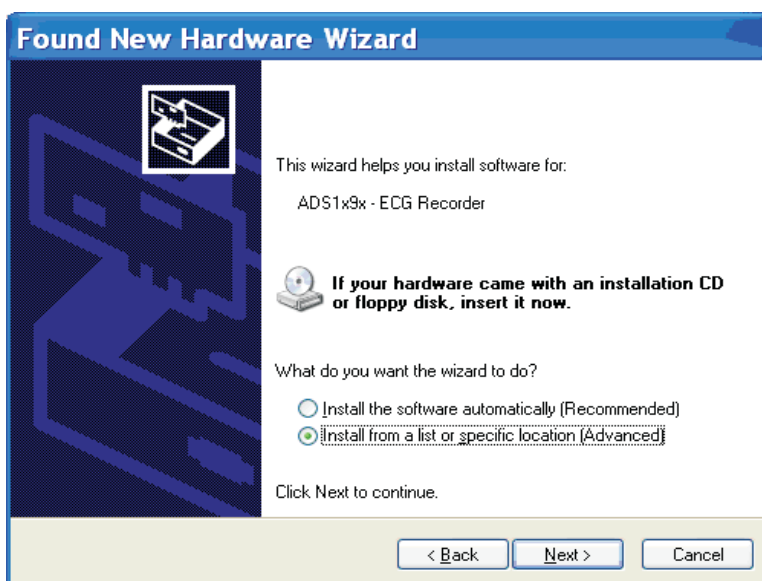 Found New Hardware Wizard
This wizard helps you install software for:
ADS1x9x - ECG Recorder
If your hardware came with an installation CD
or floppy disk, insert it now.
What do you want the wizard to do?
Install the software automatically (Recommended)
Install from a list or specific location (Advanced)
Click Next to continue.
< Back Next > Cancel